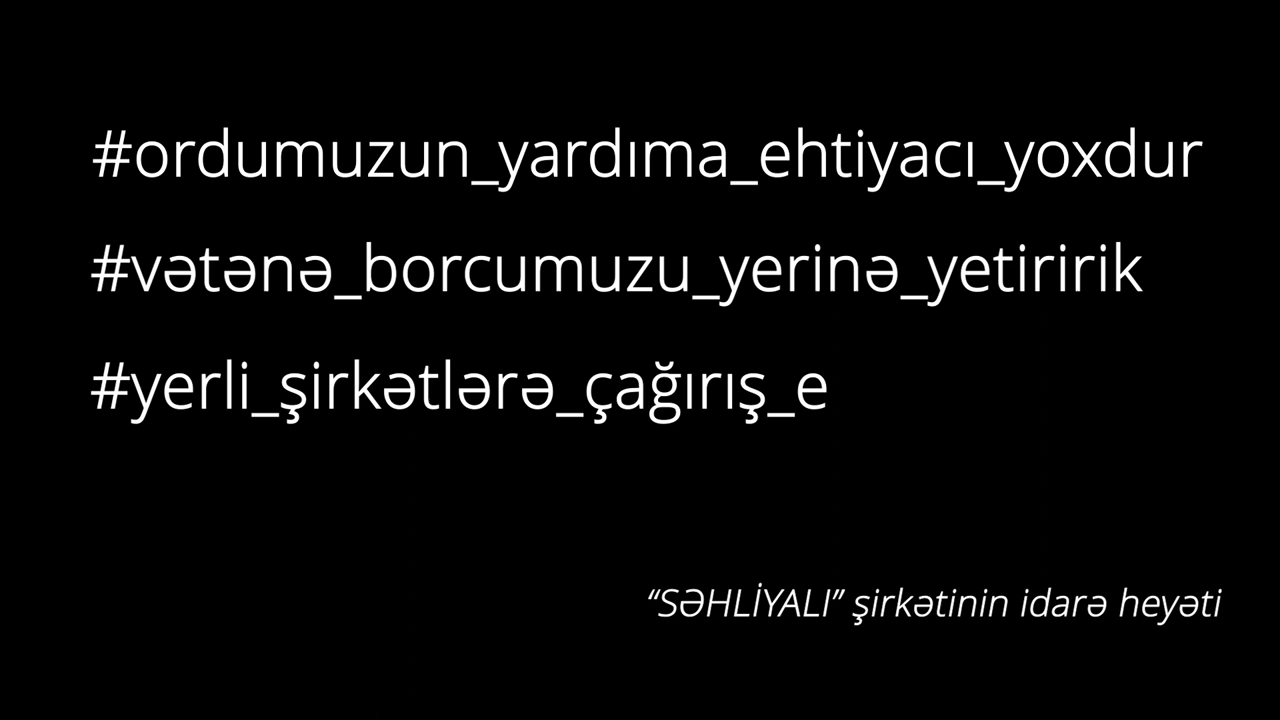 #ordumuzun_yardıma_ehtiyacı_yoxdur
#vətənə_borcumuzu_yerinə_yetiririk
#yerli_şirkətlərə_çağırış_e
“SƏHLİYALI” şirkətinin idarə heyəti